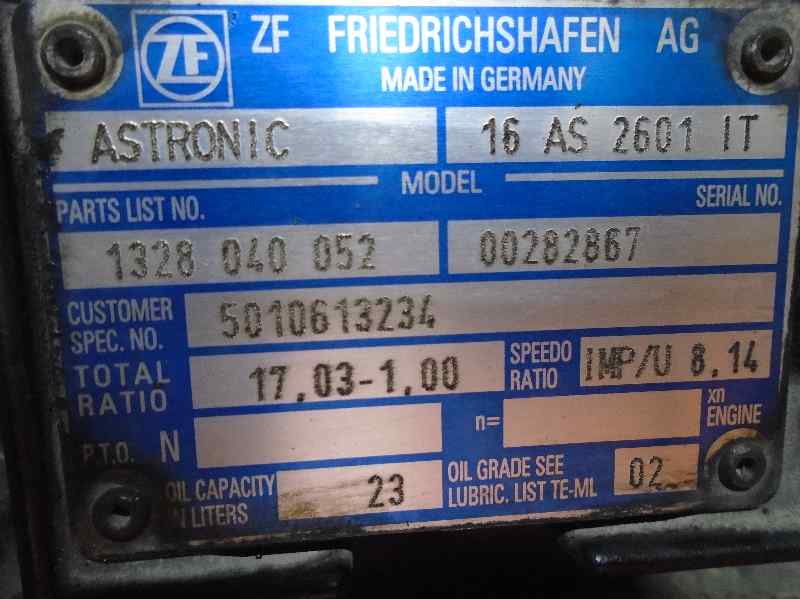 ZF ZF FRIEDRICHSHAFEN AG
MADE IN GERMANY
ASTRONIC 16 AS 2601 IT
MODEL
PARTS LIST NO. SERIAL NO.
1328 040 052 00282867
CUSTOMER SPEC. NO. 5010613234
TOTAL RATIO 17,03-1,00 SPEEDO RATIO IMP/U 8,14
P.T.O. N n= xn ENGINE
OIL CAPACITY IN LITERS 23 OIL GRADE SEE LUBRIC. LIST TE-ML 02